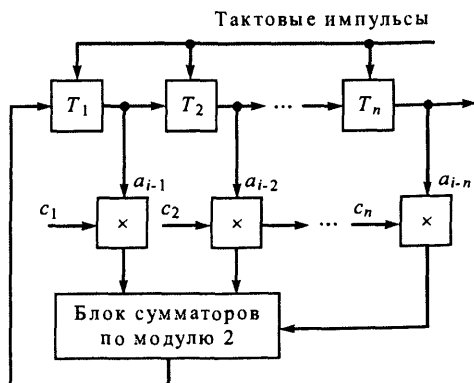 Тактовые импульсы
T₁ T₂ ... Tₙ
aᵢ₋₁ aᵢ₋₂ aᵢ₋ₙ
c₁ × c₂ × ... cₙ ×
Блок сумматоров
по модулю 2